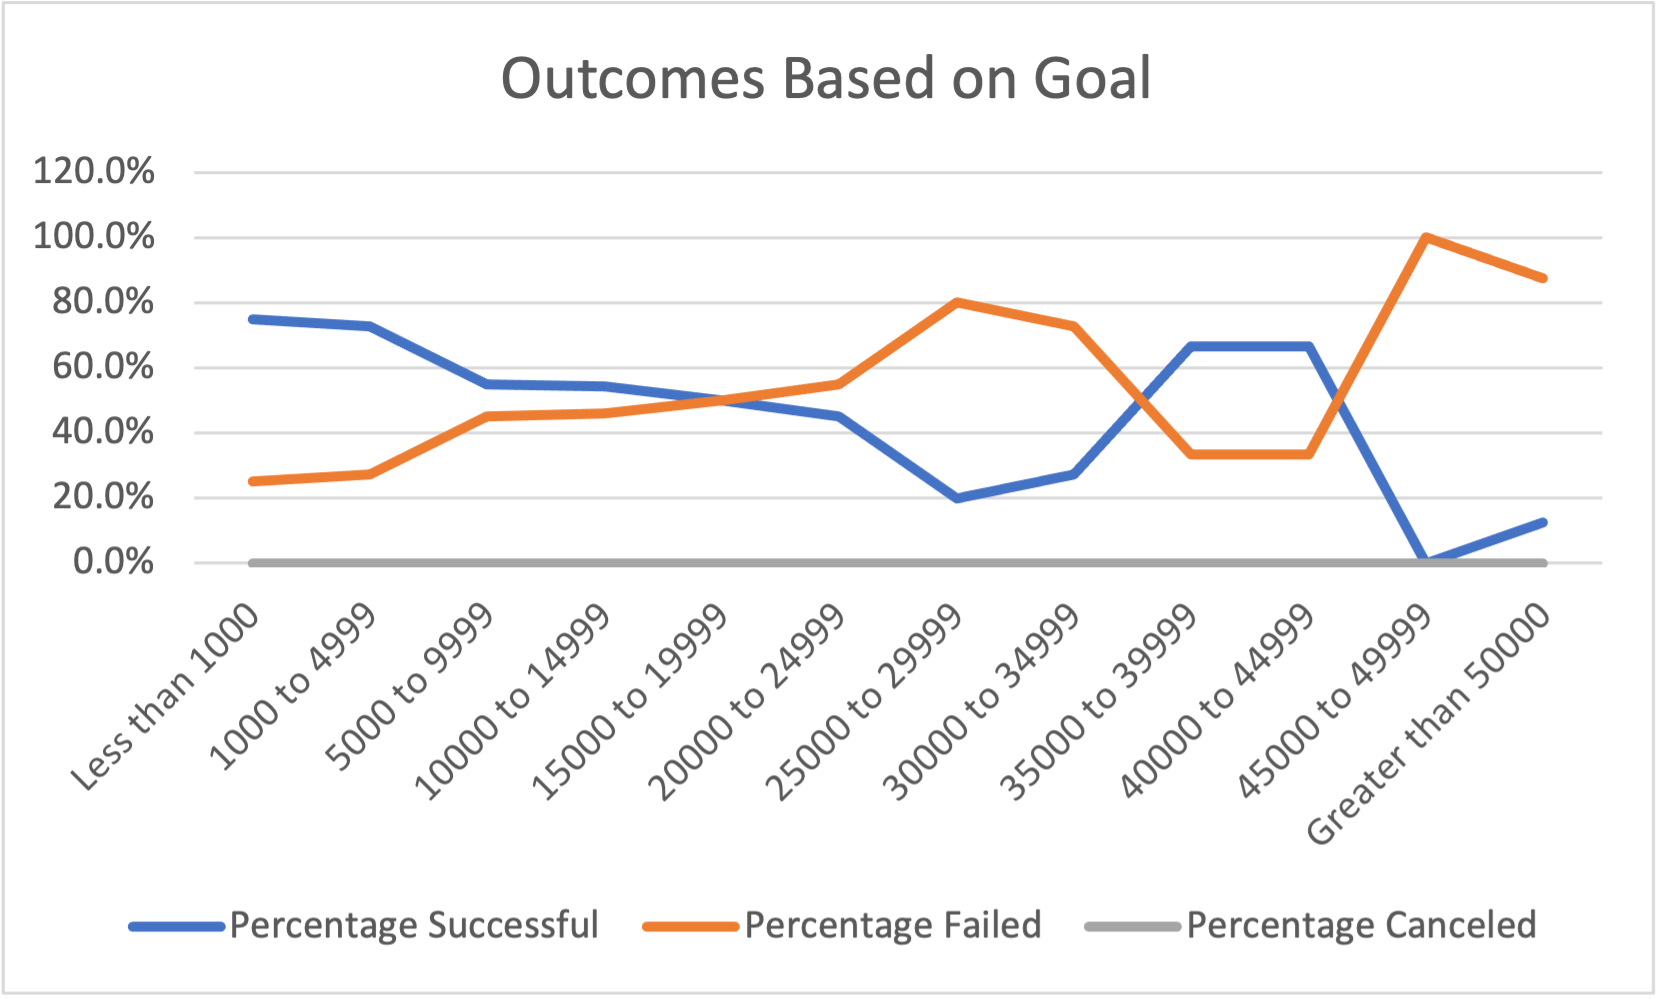 Outcomes Based on Goal
120.0%
100.0%
80.0%
60.0%
40.0%
20.0%
0.0%
Less than 1000
1000 to 4999
5000 to 9999
10000 to 14999
15000 to 19999
20000 to 24999
25000 to 29999
30000 to 34999
35000 to 39999
40000 to 44999
45000 to 49999
Greater than 50000
Percentage Successful
Percentage Failed
Percentage Canceled